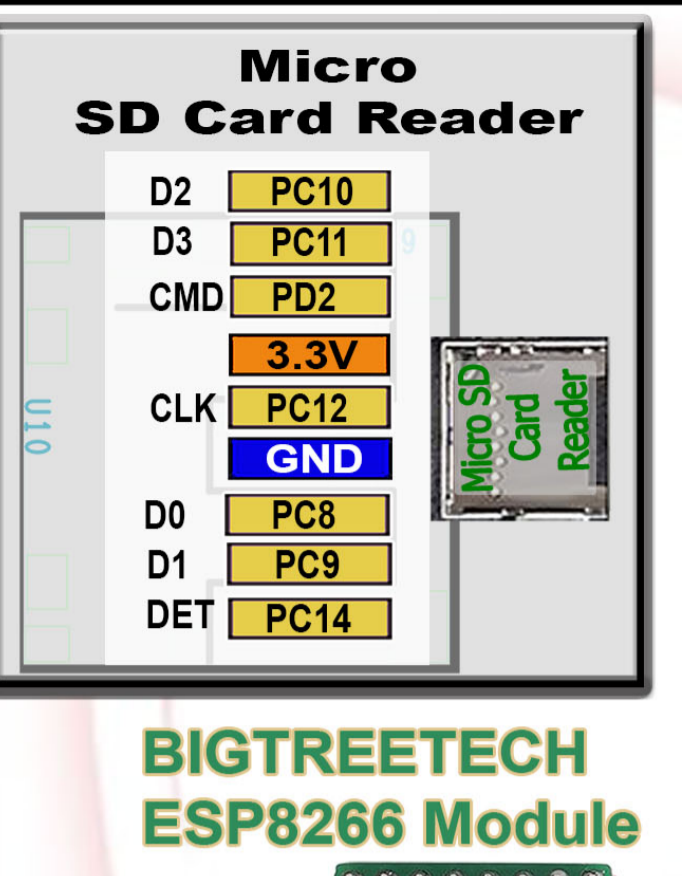 Micro
SD Card Reader
D2 PC10
D3 PC11
CMD PD2
3.3V
CLK PC12
GND
D0 PC8
D1 PC9
DET PC14
U10
9
Micro SD
Card
Reader
BIGTREETECH
ESP8266 Module